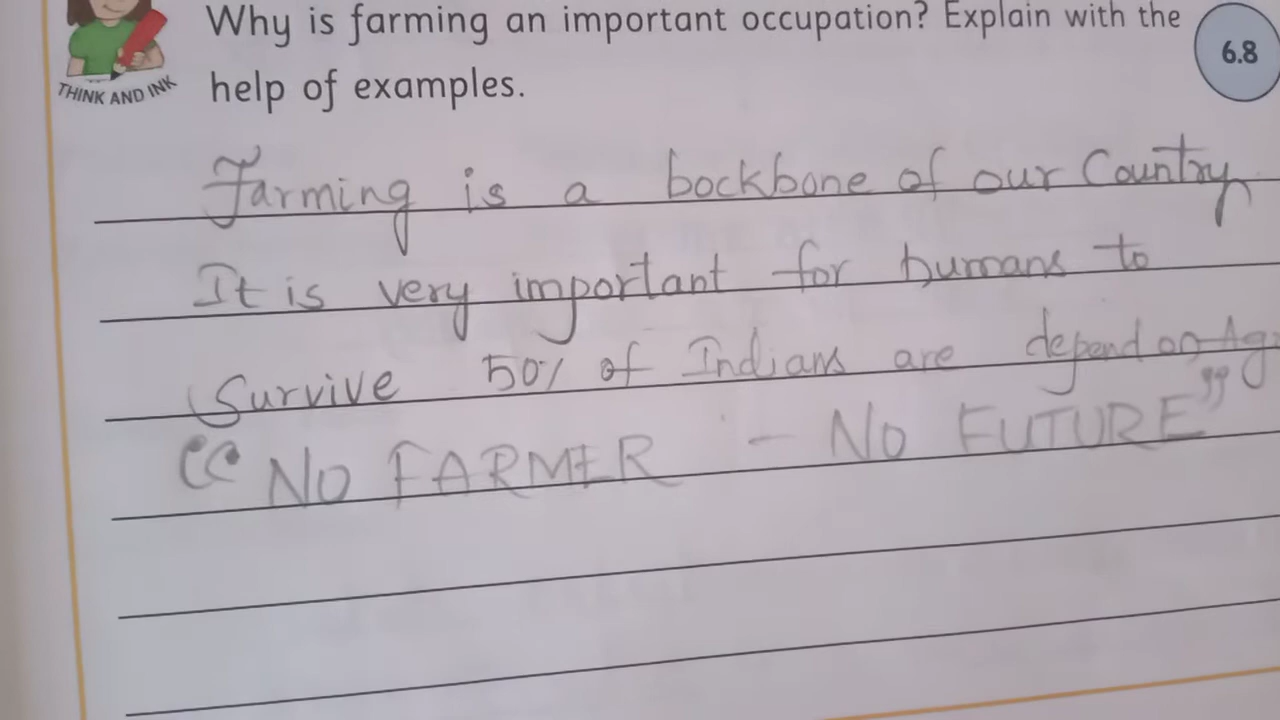 Why is farming an important occupation? Explain with the
6.8
THINK AND INK
help of examples.
Farming is a bockbone of our Country
It is very important for humans to
Survive 50% of Indians are depend on Ag
“NO FARMER - NO FUTURE”